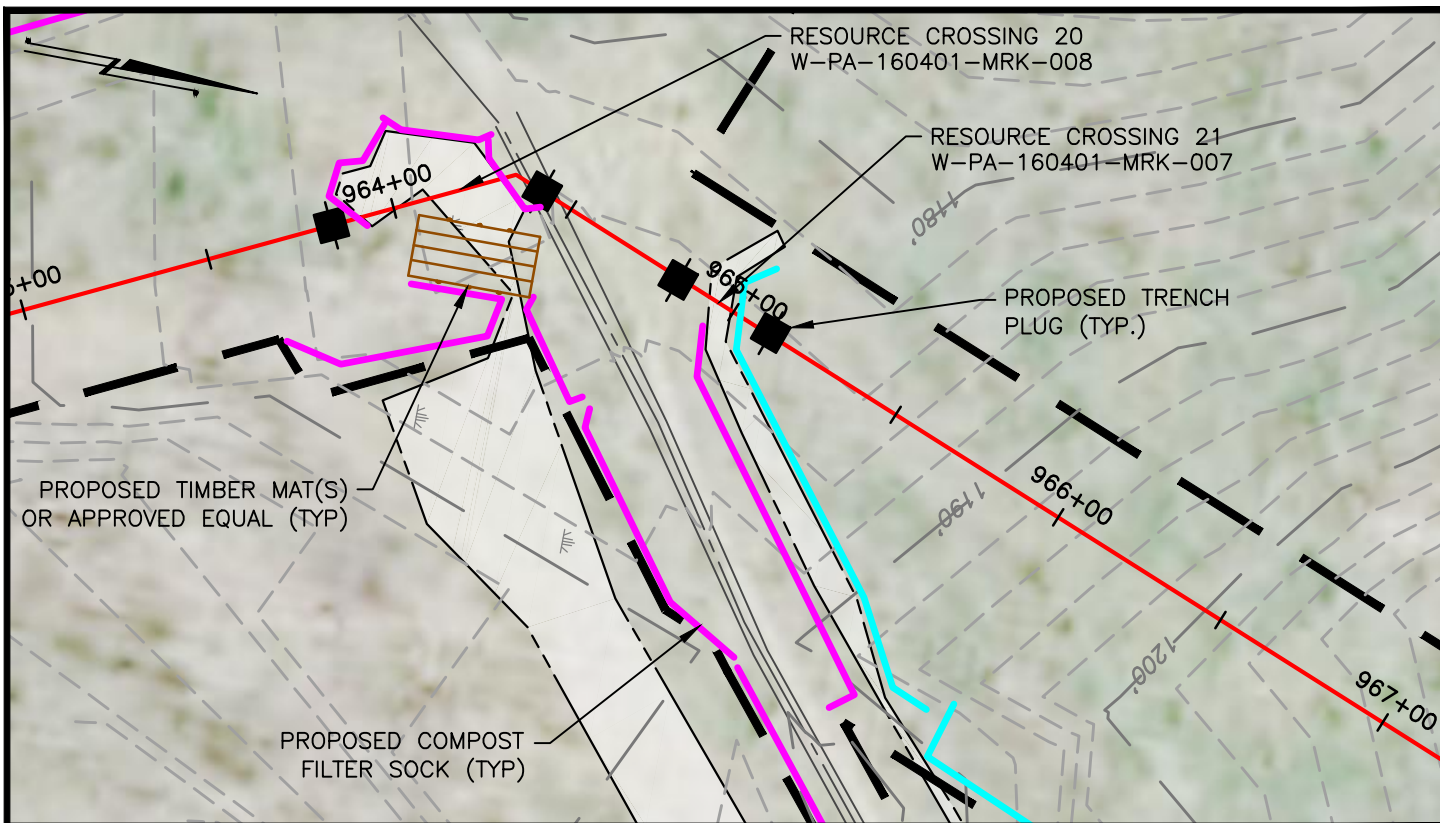 RESOURCE CROSSING 20
W-PA-160401-MRK-008
RESOURCE CROSSING 21
W-PA-160401-MRK-007
964+00
1180'
965+00
PROPOSED TRENCH
PLUG (TYP.)
PROPOSED TIMBER MAT(S)
OR APPROVED EQUAL (TYP)
966+00
1190'
1200'
967+00
PROPOSED COMPOST
FILTER SOCK (TYP)